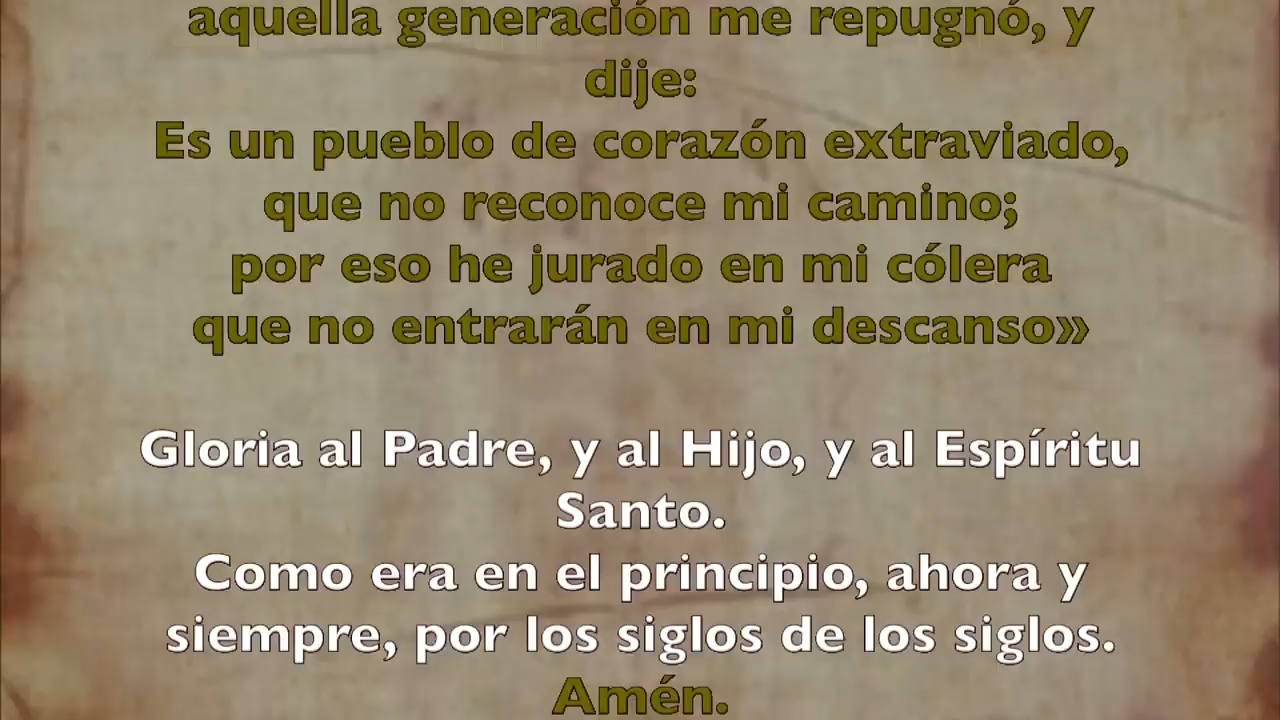 aquella generación me repugnó, y
dije:
Es un pueblo de corazón extraviado,
que no reconoce mi camino;
por eso he jurado en mi cólera
que no entrarán en mi descanso»
Gloria al Padre, y al Hijo, y al Espíritu
Santo.
Como era en el principio, ahora y
siempre, por los siglos de los siglos.
Amén.